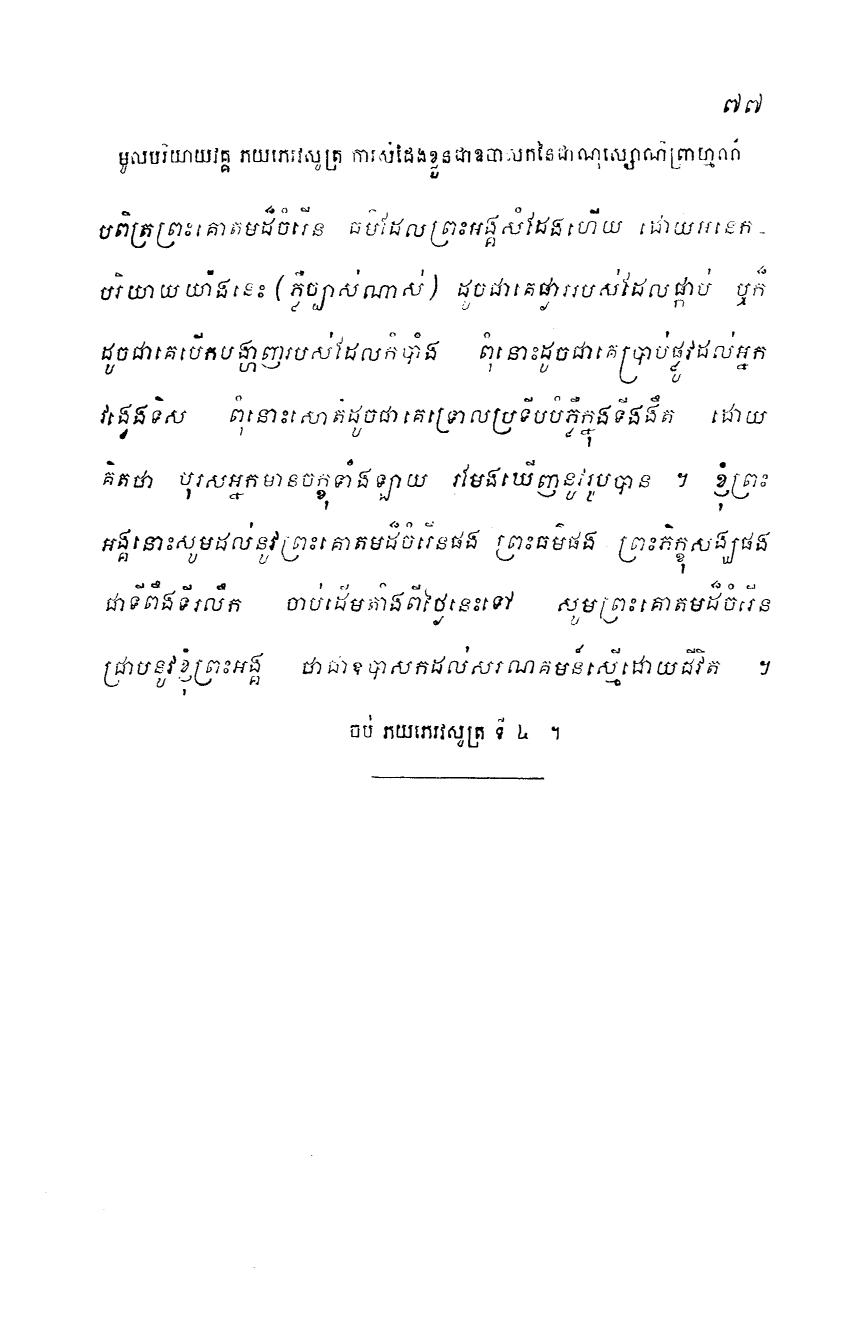 ៧៧
មូលបរិយាយវគ្គ ភយភេរវសូត្រ ការសំដែងខ្លួនជាឧបាសកនៃជាណុស្សោណិព្រាហ្មណ៍
បពិត្រព្រះគោតមដ៏ចំរើន ធម៌ដែលព្រះអង្គសំដែងហើយ ដោយអនេក-
បរិយាយយ៉ាងនេះ (ភ្លឺច្បាស់ណាស់) ដូចជាគេផ្ងាររបស់ដែលផ្កាប់ ឬក៏
ដូចជាគេបើកបង្ហាញរបស់ដែលកំបាំង ពុំនោះដូចជាគេប្រាប់ផ្លូវដល់អ្នក
វង្វេងទិស ពុំនោះសោតដូចជាគេទ្រោលប្រទីបបំភ្លឺក្នុងទីងងឹត ដោយ
គិតថា បុរសអ្នកមានចក្ខុទាំងឡាយ រមែងឃើញនូវរូបបាន ។ ខ្ញុំព្រះ
អង្គនោះសូមដល់នូវព្រះគោតមដ៏ចំរើនផង ព្រះធម៌ផង ព្រះភិក្ខុសង្ឃផង
ជាទីពឹងទីរលឹក ចាប់ដើមតាំងពីថ្ងៃនេះទៅ សូមព្រះគោតមដ៏ចំរើន
ជ្រាបនូវខ្ញុំព្រះអង្គ ថាជាឧបាសកដល់សរណគមន៍ស្មើដោយជីវិត ។
ចប់ ភយភេរវសូត្រ ទី ៤ ។